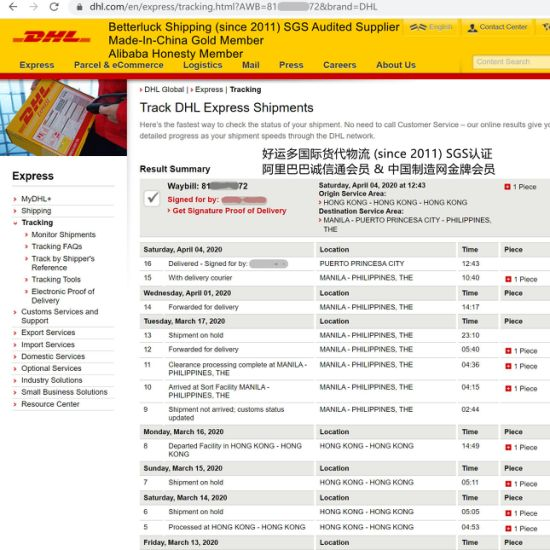 dhl.com/en/express/tracking.html?AWB=81 72&brand=DHL
DHL
Betterluck Shipping (since 2011) SGS Audited Supplier
Made-In-China Gold Member
Alibaba Honesty Member
English
Contact Center
Express
Parcel & eCommerce
Logistics
Mail
Press
Careers
About Us
Content Search
DHL Global | Express | Tracking
Track DHL Express Shipments
Here's the fastest way to check the status of your shipment. No need to call Customer Service – our online results give yo
detailed progress as your shipment speeds through the DHL network.
好运多国际货代物流 (since 2011) SGS认证
阿里巴巴诚信通会员 & 中国制造网金牌会员
Express
MyDHL+
Shipping
Tracking
Monitor Shipments
Tracking FAQs
Track by Shipper's
Reference
Tracking Tools
Electronic Proof of
Delivery
Customs Services and
Support
Export Services
Import Services
Domestic Services
Optional Services
Industry Solutions
Small Business Solutions
Resource Center
Result Summary
Waybill: 81 72
Signed for by:
Get Signature Proof of Delivery
Saturday, April 04, 2020 at 12:43
Origin Service Area:
HONG KONG - HONG KONG - HONG KONG
Destination Service Area:
MANILA - PUERTO PRINCESA CITY - PHILIPPINES,
THE
1 Piece
Saturday, April 04, 2020 Location Time Piece
16 Delivered - Signed for by: PUERTO PRINCESA CITY 12:43
15 With delivery courier MANILA - PHILIPPINES, THE 10:40 1 Piece
Wednesday, April 01, 2020 Location Time Piece
14 Forwarded for delivery MANILA - PHILIPPINES, THE 14:17
Tuesday, March 17, 2020 Location Time Piece
13 Shipment on hold MANILA - PHILIPPINES, THE 23:10
12 Forwarded for delivery MANILA - PHILIPPINES, THE 05:40 1 Piece
11 Clearance processing complete at MANILA - MANILA - PHILIPPINES, THE 04:36 1 Piece
PHILIPPINES, THE
10 Arrived at Sort Facility MANILA - MANILA - PHILIPPINES, THE 04:15 1 Piece
PHILIPPINES, THE
9 Shipment not arrived; customs status MANILA - PHILIPPINES, THE 02:44
updated
Monday, March 16, 2020 Location Time Piece
8 Departed Facility in HONG KONG - HONG HONG KONG - HONG KONG 14:49 1 Piece
KONG
Sunday, March 15, 2020 Location Time Piece
7 Shipment on hold HONG KONG - HONG KONG 05:11 1 Piece
Saturday, March 14, 2020 Location Time Piece
6 Shipment on hold HONG KONG - HONG KONG 05:05 1 Piece
5 Processed at HONG KONG - HONG KONG HONG KONG - HONG KONG 04:53 1 Piece
Friday, March 13, 2020 Location Time Piece